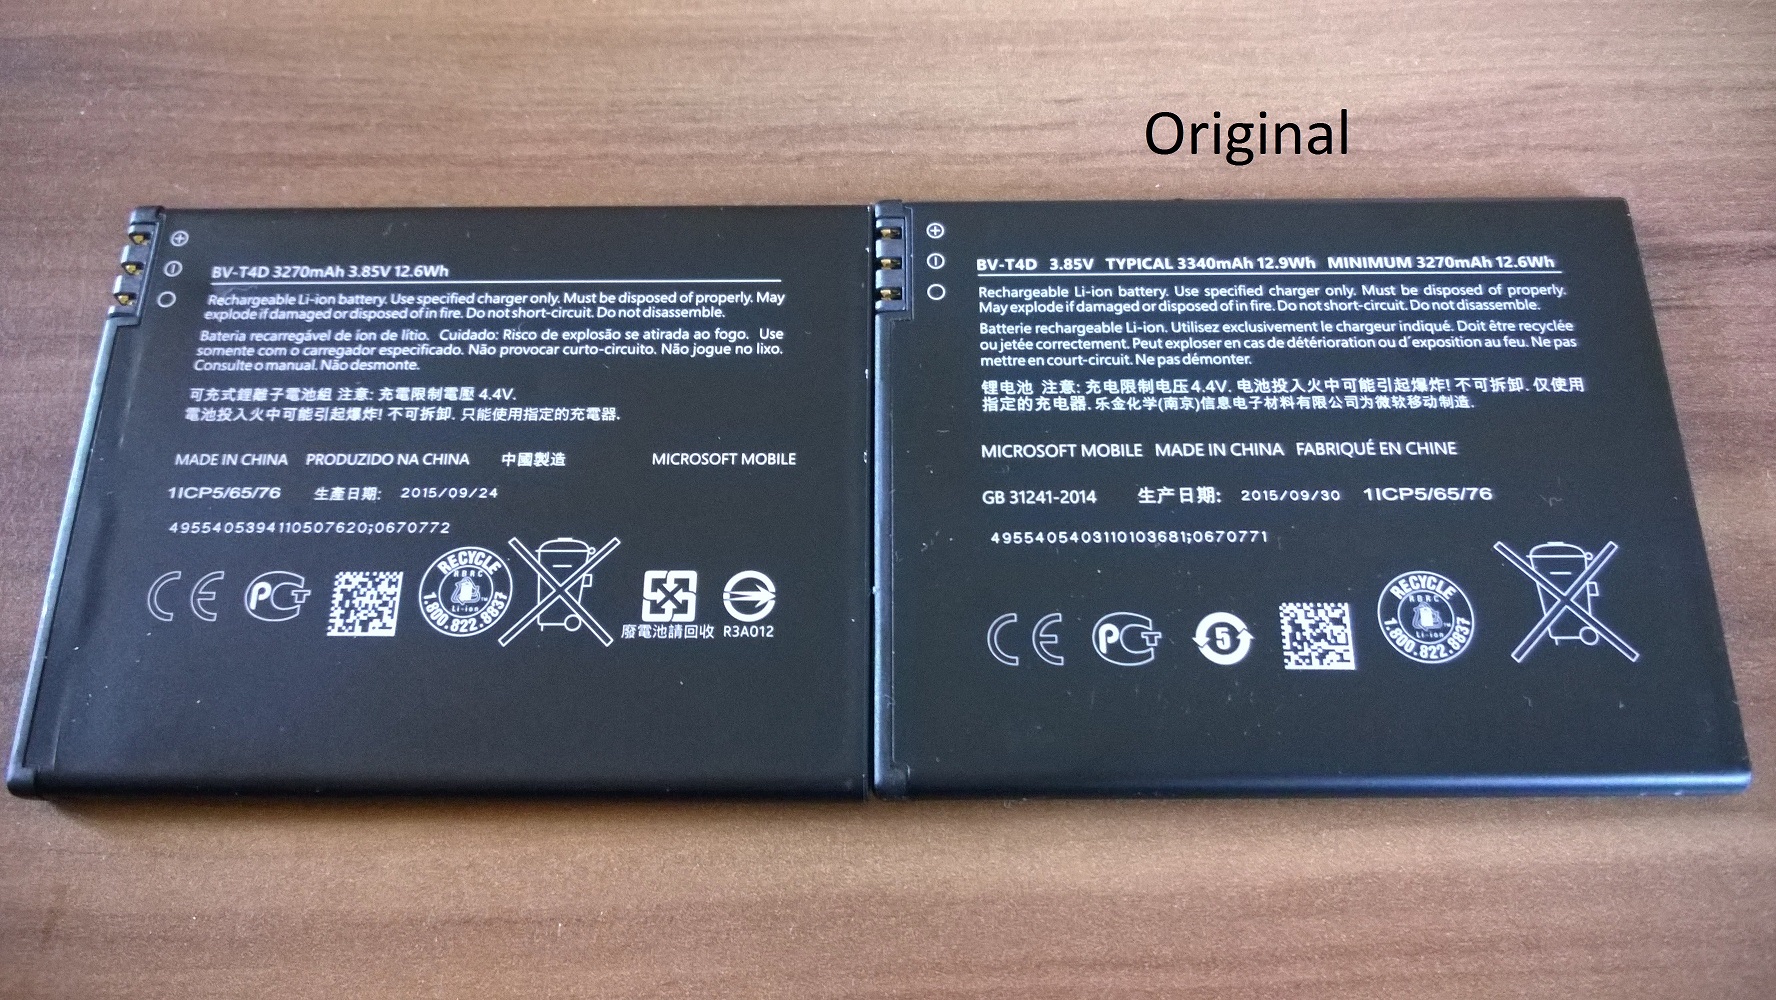 Original
BV-T4D 3270mAh 3.85V 12.6Wh
Rechargeable Li-ion battery. Use specified charger only. Must be disposed of properly. May
explode if damaged or disposed of in fire. Do not short-circuit. Do not disassemble.
Bateria recarregável de íon de lítio. Cuidado: Risco de explosão se atirada ao fogo. Use
somente com o carregador especificado. Não provocar curto-circuito. Não jogue no lixo.
Consulte o manual. Não desmonte.
可充式鋰離子電池組 注意: 充電限制電壓 4.4V.
電池投入火中可能引起爆炸! 不可拆卸. 只能使用指定的充電器.
MADE IN CHINA PRODUZIDO NA CHINA 中國製造 MICROSOFT MOBILE
1ICP5/65/76 生產日期: 2015/09/24
4955405394110507620;0670772
CE PCT RECYCLE RBRC Li-ion 1.800.822.8837
廢電池請回收 R3A012
BV-T4D 3.85V TYPICAL 3340mAh 12.9Wh MINIMUM 3270mAh 12.6Wh
Rechargeable Li-ion battery. Use specified charger only. Must be disposed of properly.
May explode if damaged or disposed of in fire. Do not short-circuit. Do not disassemble.
Batterie rechargeable Li-ion. Utilisez exclusivement le chargeur indiqué. Doit être recyclée
ou jetée correctement. Peut exploser en cas de détérioration ou d´exposition au feu. Ne pas
mettre en court-circuit. Ne pas démonter.
锂电池 注意: 充电限制电压 4.4V. 电池投入火中可能引起爆炸! 不可拆卸. 仅使用
指定的充电器. 乐金化学(南京)信息电子材料有限公司为微软移动制造.
MICROSOFT MOBILE MADE IN CHINA FABRIQUÉ EN CHINE
GB 31241-2014 生产日期: 2015/09/30 1ICP5/65/76
4955405403110103681;0670771
CE PCT 5 RECYCLE RBRC Li-ion 1.800.822.8837